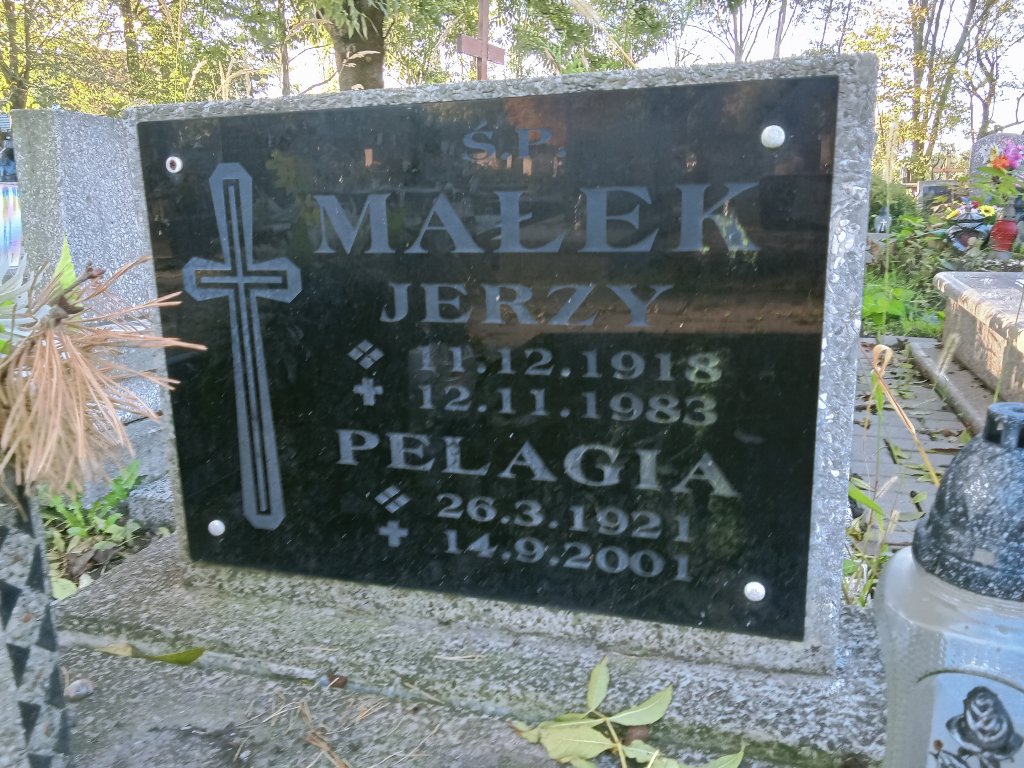 Ś.P.
MAŁEK
JERZY
11.12.1918
12.11.1983
PELAGIA
26.3.1921
14.9.2001